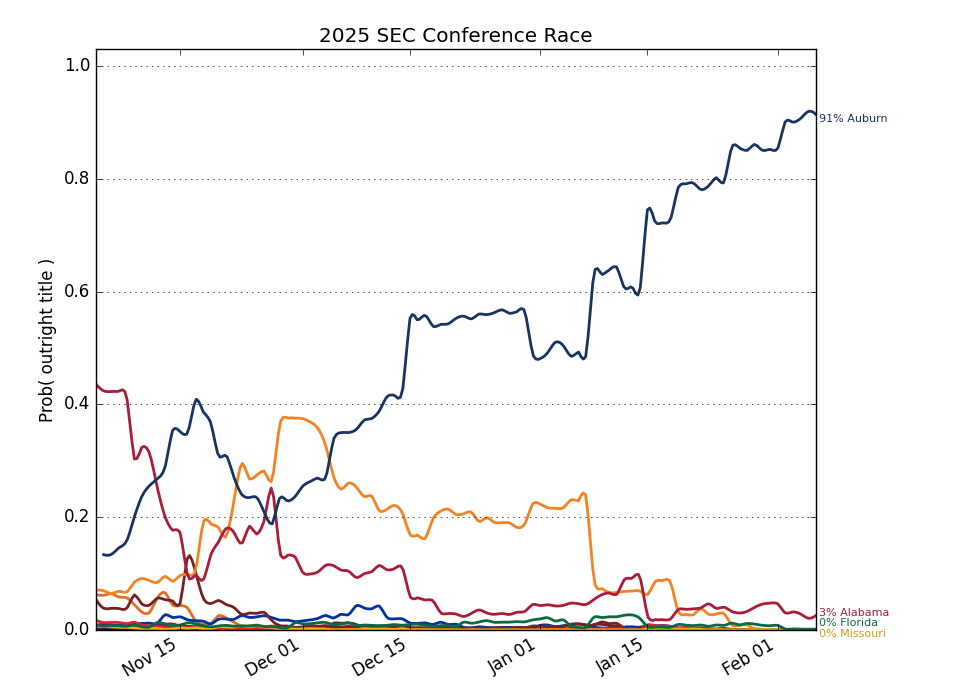 2025 SEC Conference Race
Prob( outright title )
1.0
0.8
0.6
0.4
0.2
0.0
Nov 15
Dec 01
Dec 15
Jan 01
Jan 15
Feb 01
91% Auburn
3% Alabama
0% Florida
0% Missouri